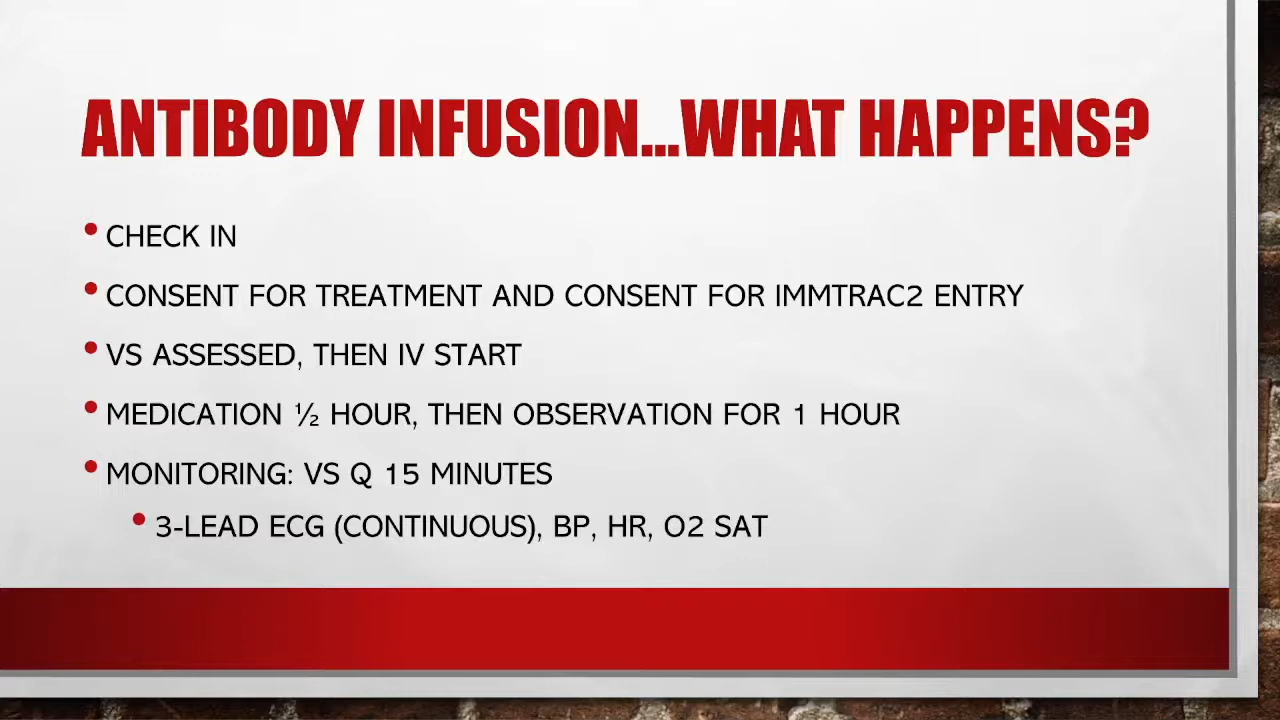 ANTIBODY INFUSION...WHAT HAPPENS?
• CHECK IN
• CONSENT FOR TREATMENT AND CONSENT FOR IMMTRAC2 ENTRY
• VS ASSESSED, THEN IV START
• MEDICATION ½ HOUR, THEN OBSERVATION FOR 1 HOUR
• MONITORING: VS Q 15 MINUTES
• 3-LEAD ECG (CONTINUOUS), BP, HR, O2 SAT